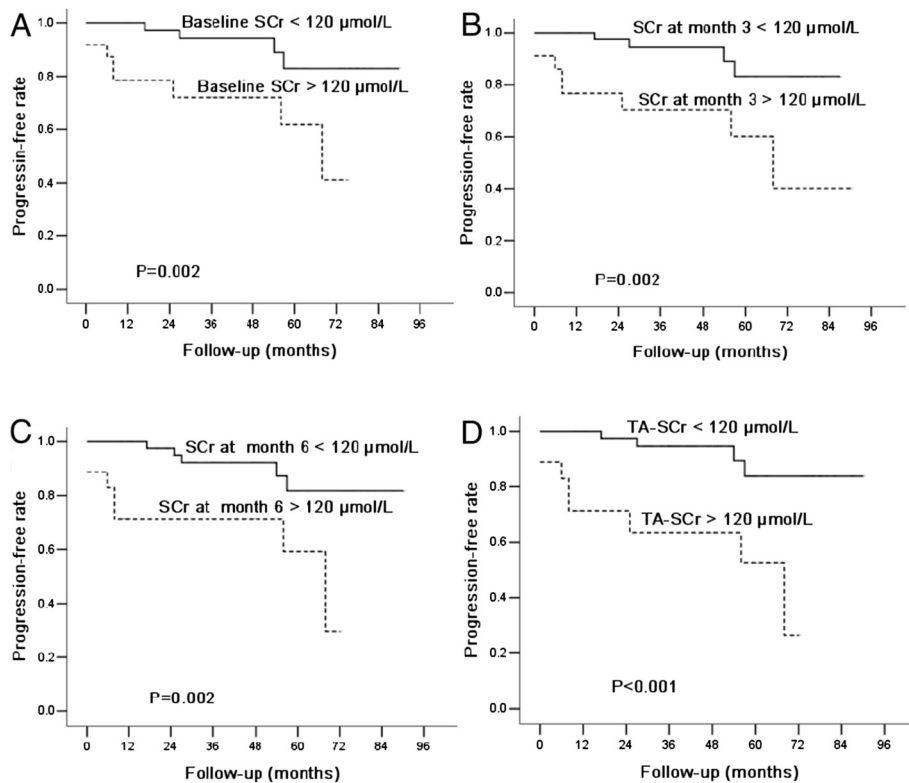 A
Baseline SCr < 120 µmol/L
Baseline SCr > 120 µmol/L
Progressin-free rate
1.0
0.8
0.6
0.4
0.2
0.0
P=0.002
0 12 24 36 48 60 72 84 96
Follow-up (months)
B
SCr at month 3 < 120 µmol/L
SCr at month 3 > 120 µmol/L
Progression-free rate
1.0
0.8
0.6
0.4
0.2
0.0
P=0.002
0 12 24 36 48 60 72 84 96
Follow-up (months)
C
SCr at month 6 < 120 µmol/L
SCr at month 6 > 120 µmol/L
Progression-free rate
1.0
0.8
0.6
0.4
0.2
0.0
P=0.002
0 12 24 36 48 60 72 84 96
Follow-up (months)
D
TA-SCr < 120 µmol/L
TA-SCr > 120 µmol/L
Progression-free rate
1.0
0.8
0.6
0.4
0.2
0.0
P<0.001
0 12 24 36 48 60 72 84 96
Follow-up (months)